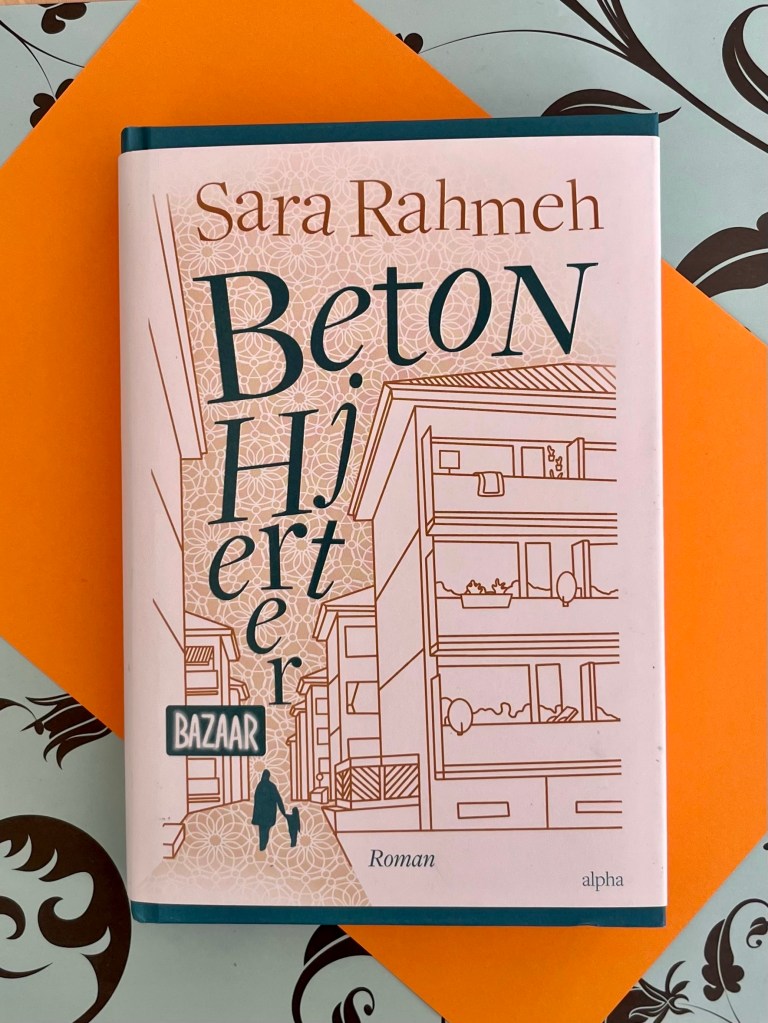 Sara Rahmeh
BetoN
Hjerter
BAZAAR
Roman
alpha